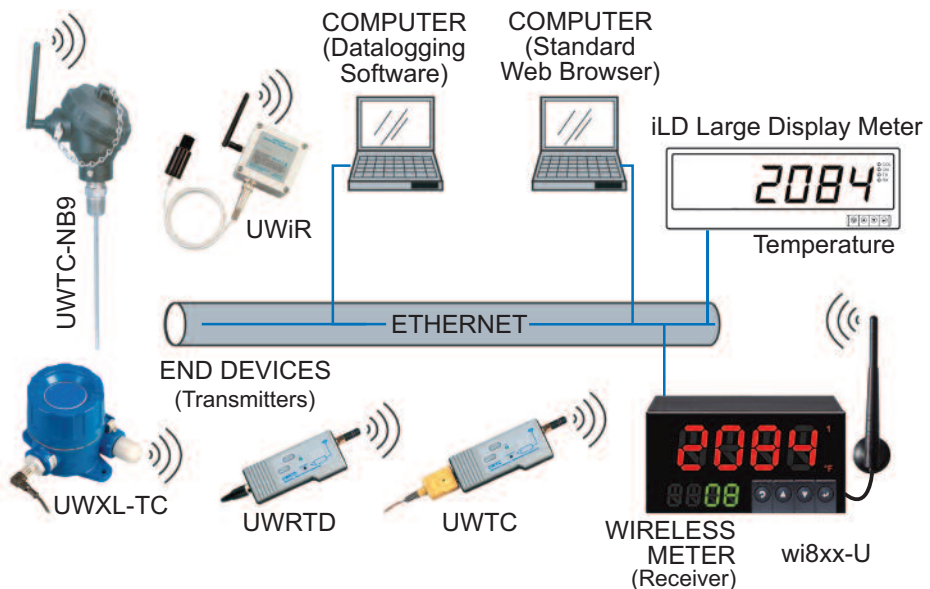 COMPUTER
(Datalogging
Software)
COMPUTER
(Standard
Web Browser)
iLD Large Display Meter
2084
Temperature
UWTC-NB9
UWiR
ETHERNET
END DEVICES
(Transmitters)
UWXL-TC
UWRTD
UWTC
2084
1
°F
08
WIRELESS
METER
(Receiver)
wi8xx-U